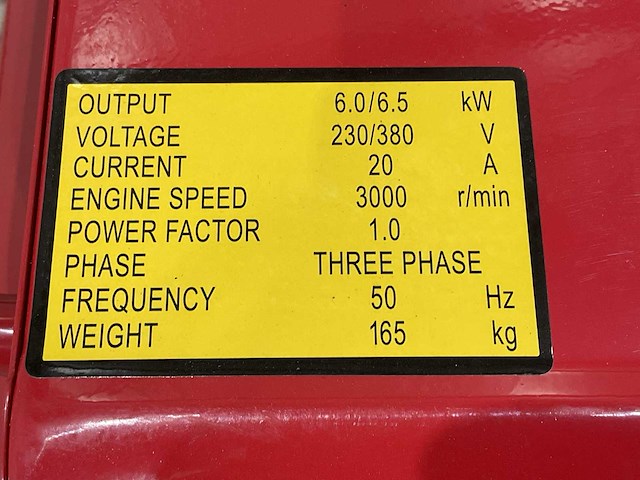 OUTPUT 6.0/6.5 kW
VOLTAGE 230/380 V
CURRENT 20 A
ENGINE SPEED 3000 r/min
POWER FACTOR 1.0
PHASE THREE PHASE
FREQUENCY 50 Hz
WEIGHT 165 kg